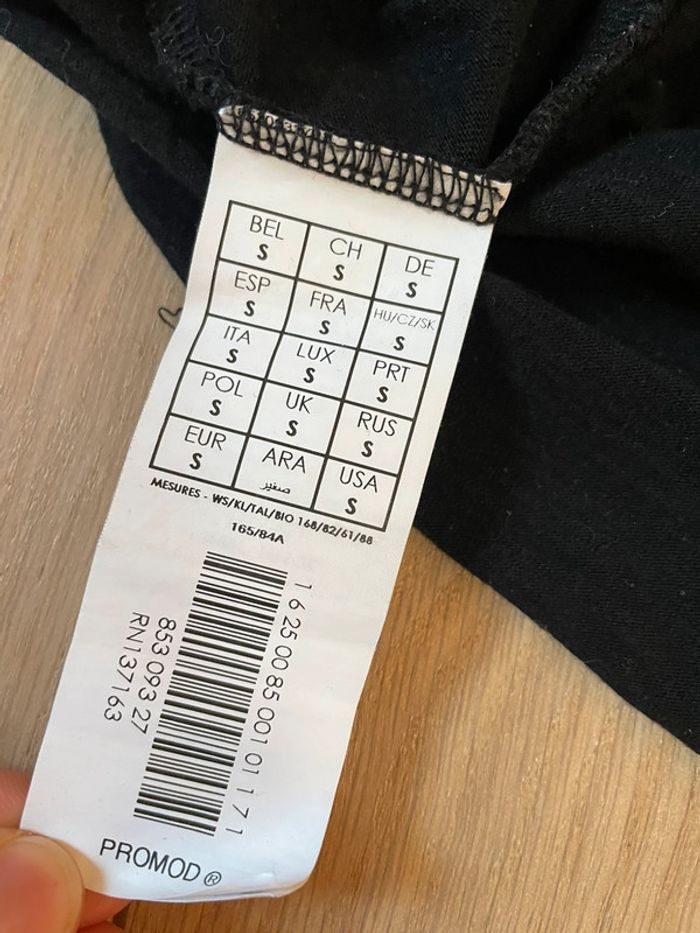 BEL CH DE
S S S
ESP FRA HU/CZ/SK
S S S
ITA LUX PRT
S S S
POL UK RUS
S S S
EUR ARA USA
S صغير S
MESURES - WS/KL/TAL/BIO 168/82/61/88
165/84A
1 6 25 00 85 001 01 1 7 1
853 093 27
RN137163
PROMOD®